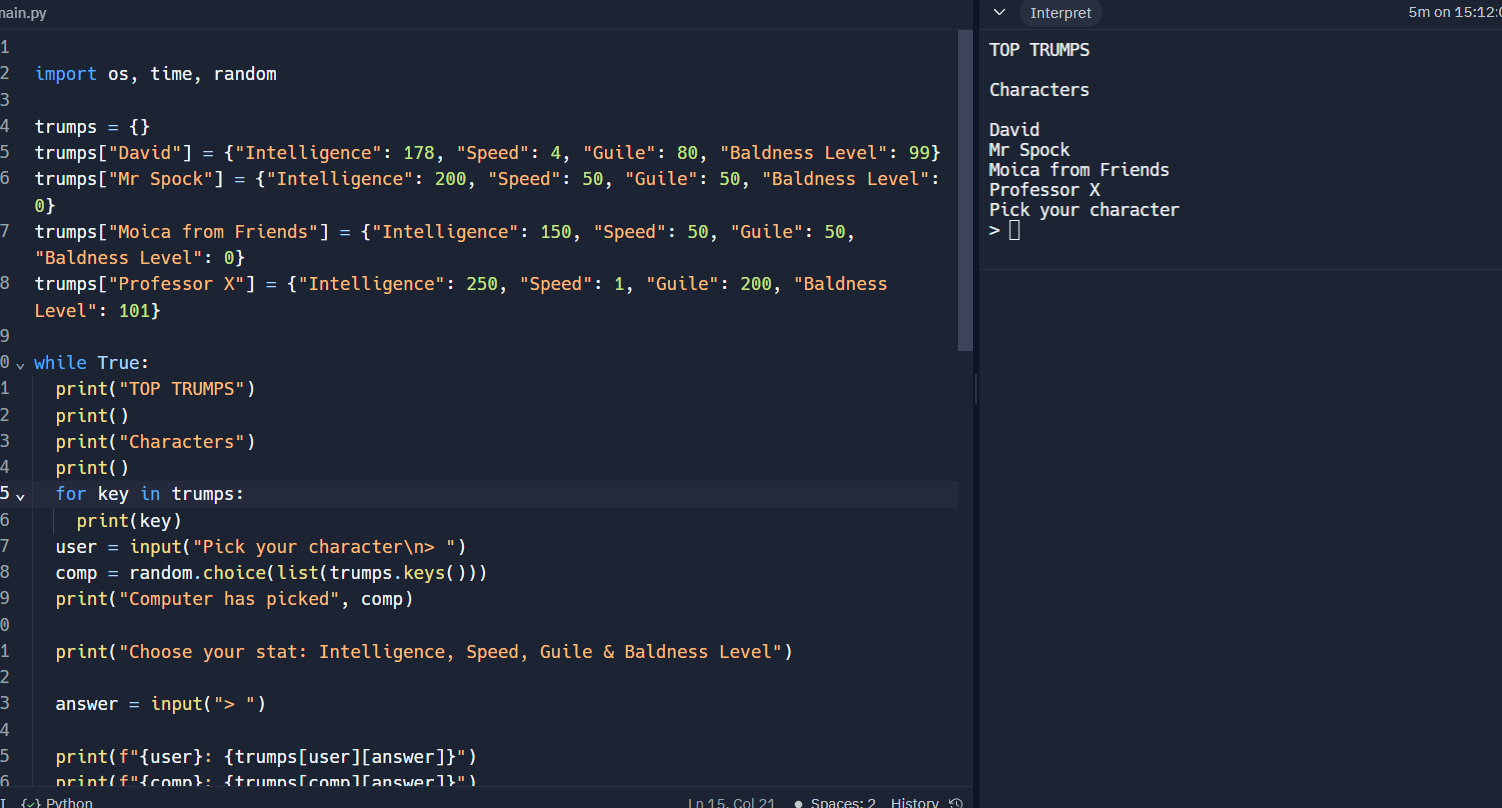 main.py
Interpret
5m on 15:12:0
1
2 import os, time, random
3
4 trumps = {}
5 trumps["David"] = {"Intelligence": 178, "Speed": 4, "Guile": 80, "Baldness Level": 99}
6 trumps["Mr Spock"] = {"Intelligence": 200, "Speed": 50, "Guile": 50, "Baldness Level":
0}
7 trumps["Moica from Friends"] = {"Intelligence": 150, "Speed": 50, "Guile": 50,
"Baldness Level": 0}
8 trumps["Professor X"] = {"Intelligence": 250, "Speed": 1, "Guile": 200, "Baldness
Level": 101}
9
0 while True:
1 print("TOP TRUMPS")
2 print()
3 print("Characters")
4 print()
5 for key in trumps:
6 print(key)
7 user = input("Pick your character\n> ")
8 comp = random.choice(list(trumps.keys()))
9 print("Computer has picked", comp)
0
1 print("Choose your stat: Intelligence, Speed, Guile & Baldness Level")
2
3 answer = input("> ")
4
5 print(f"{user}: {trumps[user][answer]}")
6 print(f"{comp}: {trumps[comp][answer]}")
Python
Ln 15, Col 21
Spaces: 2
History
TOP TRUMPS
Characters
David
Mr Spock
Moica from Friends
Professor X
Pick your character
>